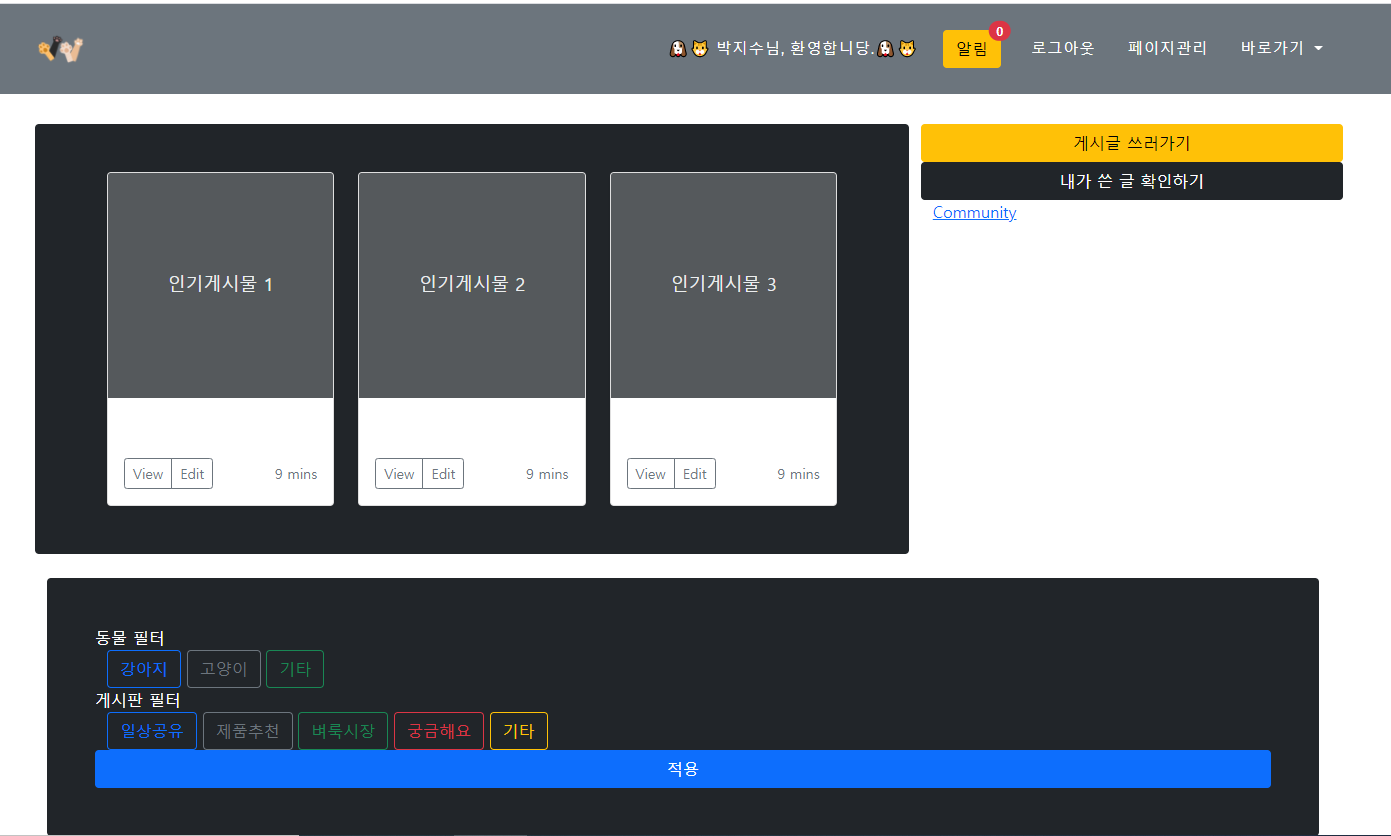 박지수님, 환영합니당.
알림
0
로그아웃
페이지관리
바로가기
게시글 쓰러가기
내가 쓴 글 확인하기
Community
인기게시물 1
인기게시물 2
인기게시물 3
View Edit 9 mins
View Edit 9 mins
View Edit 9 mins
동물 필터
강아지 고양이 기타
게시판 필터
일상공유 제품추천 벼룩시장 궁금해요 기타
적용